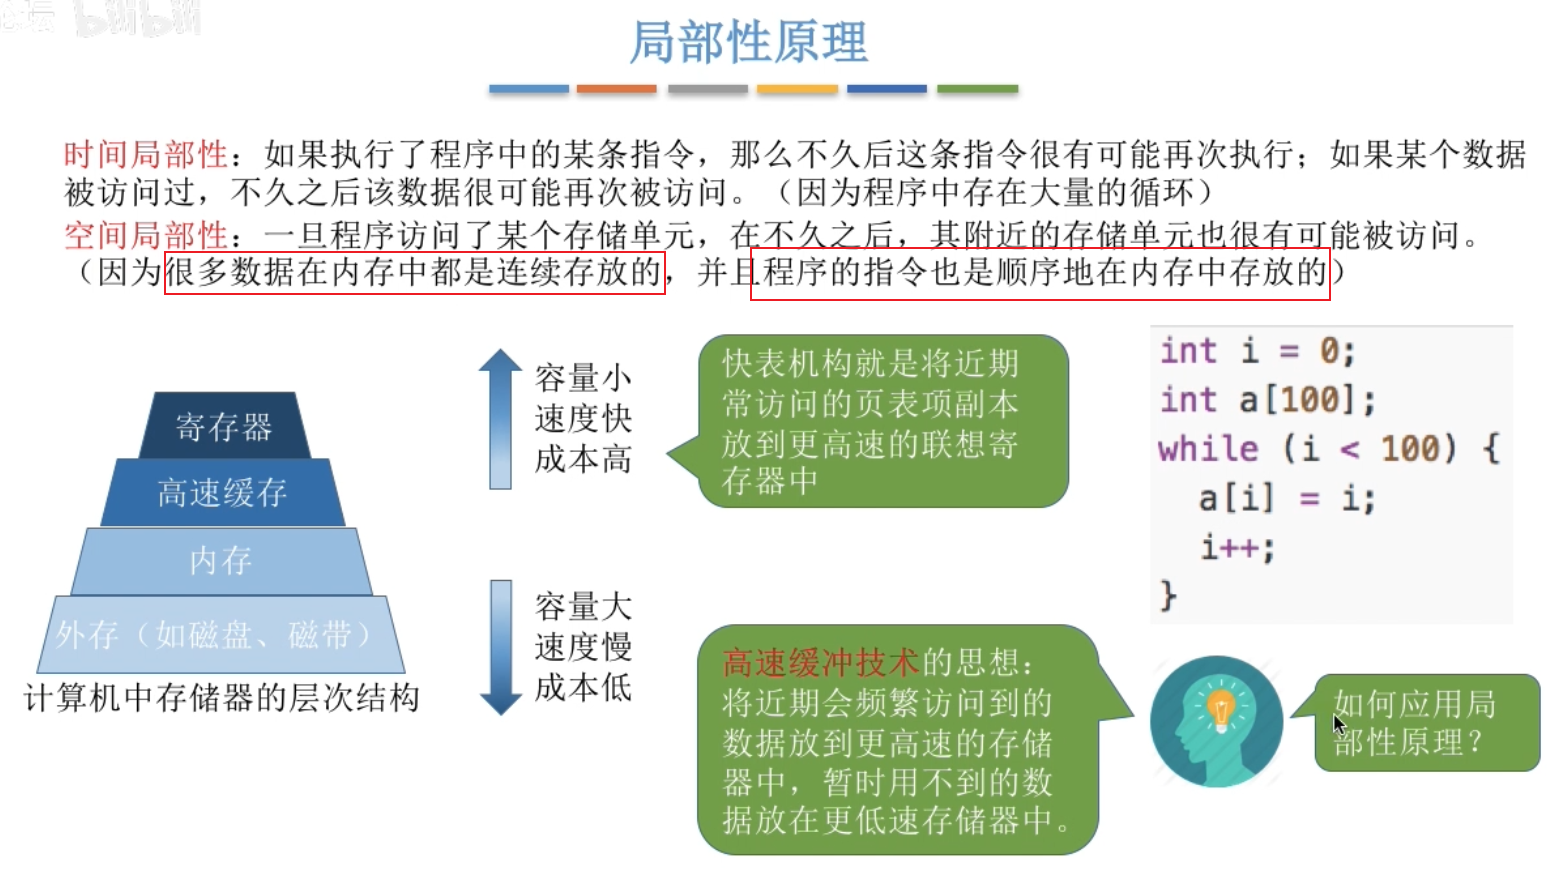 bilibili
局部性原理
时间局部性：如果执行了程序中的某条指令，那么不久后这条指令很有可能再次执行；如果某个数据
被访问过，不久之后该数据很可能再次被访问。（因为程序中存在大量的循环）
空间局部性：一旦程序访问了某个存储单元，在不久之后，其附近的存储单元也很有可能被访问。
（因为很多数据在内存中都是连续存放的，并且程序的指令也是顺序地在内存中存放的）
寄存器
高速缓存
内存
外存（如磁盘、磁带）
计算机中存储器的层次结构
容量小
速度快
成本高
容量大
速度慢
成本低
快表机构就是将近期
常访问的页表项副本
放到更高速的联想寄
存器中
int i = 0;
int a[100];
while (i < 100) {
  a[i] = i;
  i++;
}
高速缓冲技术的思想：
将近期会频繁访问到的
数据放到更高速的存储
器中，暂时用不到的数
据放在更低速存储器中。
如何应用局
部性原理？